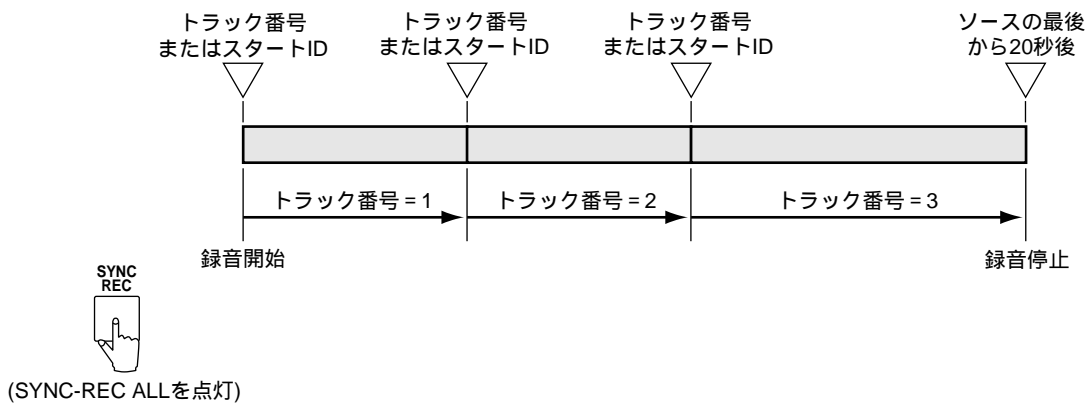 トラック番号
またはスタートID
トラック番号
またはスタートID
トラック番号
またはスタートID
ソースの最後
から20秒後
トラック番号 = 1
トラック番号 = 2
トラック番号 = 3
録音開始
録音停止
SYNC
REC
(SYNC-REC ALLを点灯)